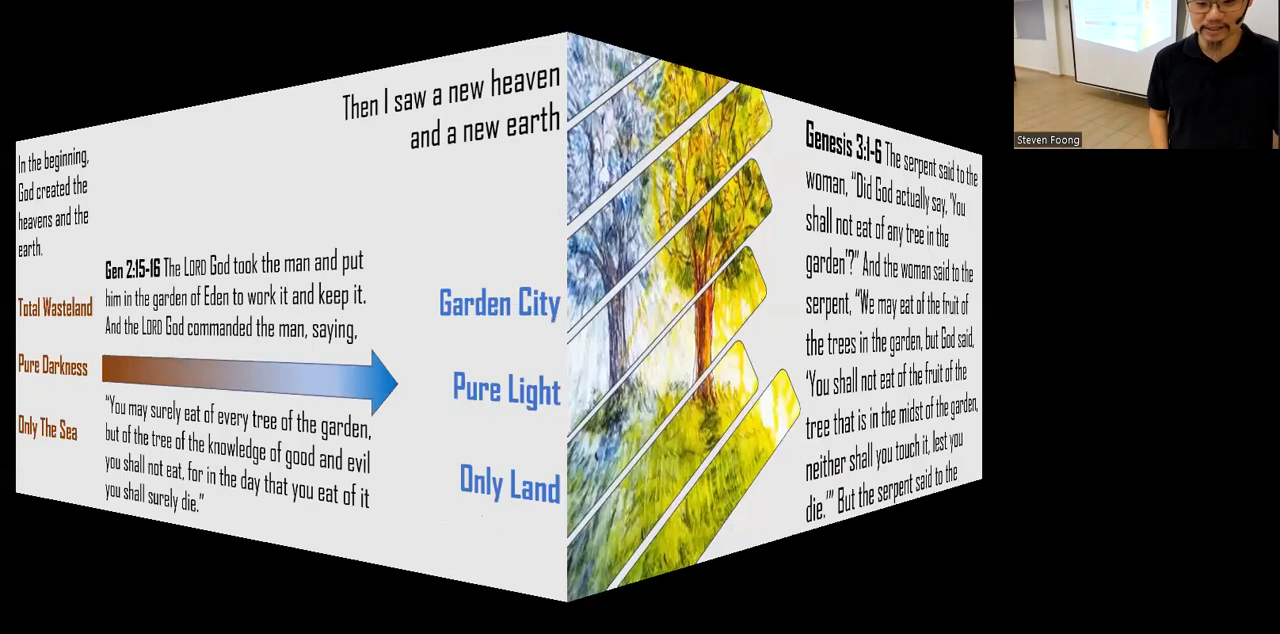 In the beginning,
God created the
heavens and the
earth.
Then I saw a new heaven
and a new earth
Total Wasteland
Pure Darkness
Only The Sea
Gen 2:15-16 The LORD God took the man and put
him in the garden of Eden to work it and keep it.
And the LORD God commanded the man, saying,
“You may surely eat of every tree of the garden,
but of the tree of the knowledge of good and evil
you shall not eat, for in the day that you eat of it
you shall surely die.”
Garden City
Pure Light
Only Land
Genesis 3:1-6 The serpent said to the
woman, “Did God actually say, ‘You
shall not eat of any tree in the
garden’?” And the woman said to the
serpent, “We may eat of the fruit of
the trees in the garden, but God said,
‘You shall not eat of the fruit of the
tree that is in the midst of the garden,
neither shall you touch it, lest you
die.’” But the serpent said to the
Steven Foong